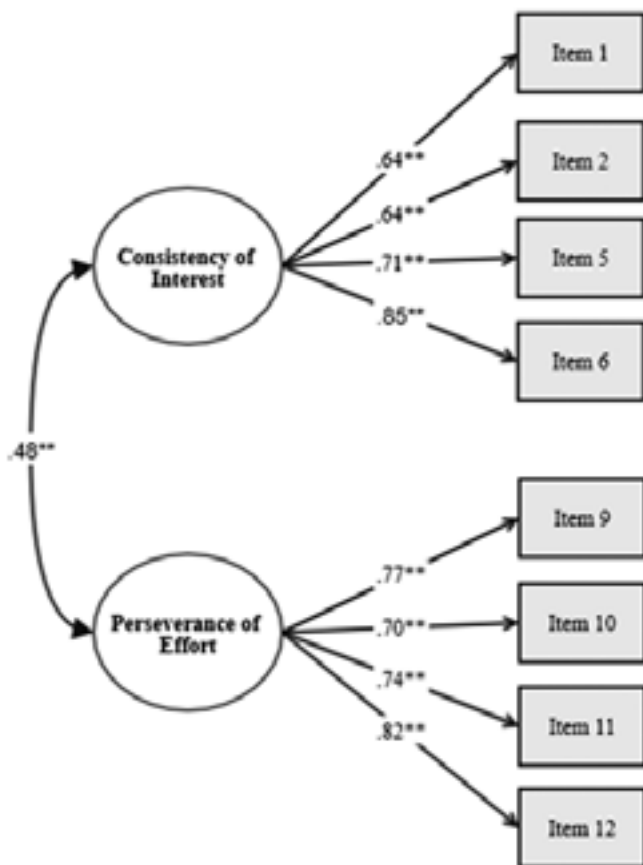 Item 1
.64**
Item 2
.64**
Consistency of
Interest
.71**
Item 5
.85**
Item 6
.48**
Item 9
.77**
Perseverance of
Effort
.70**
Item 10
.74**
Item 11
.82**
Item 12